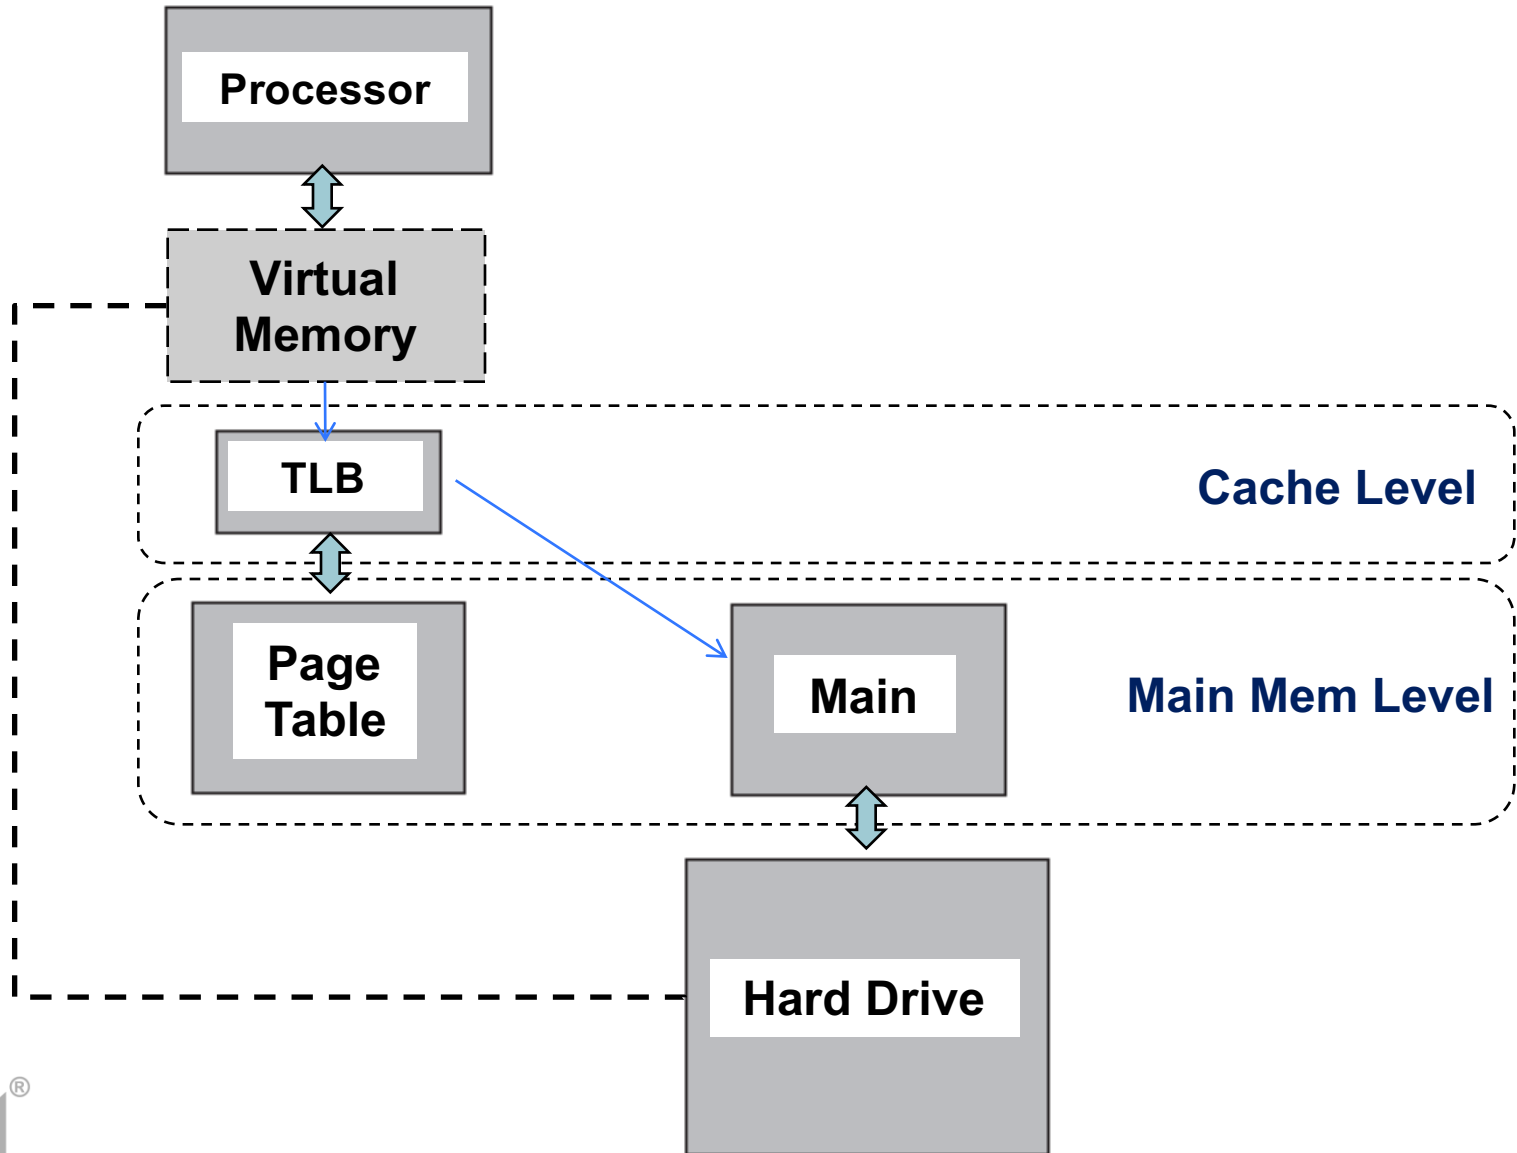 Processor
Virtual
Memory
TLB
Cache Level
Page
Table
Main
Main Mem Level
Hard Drive
®